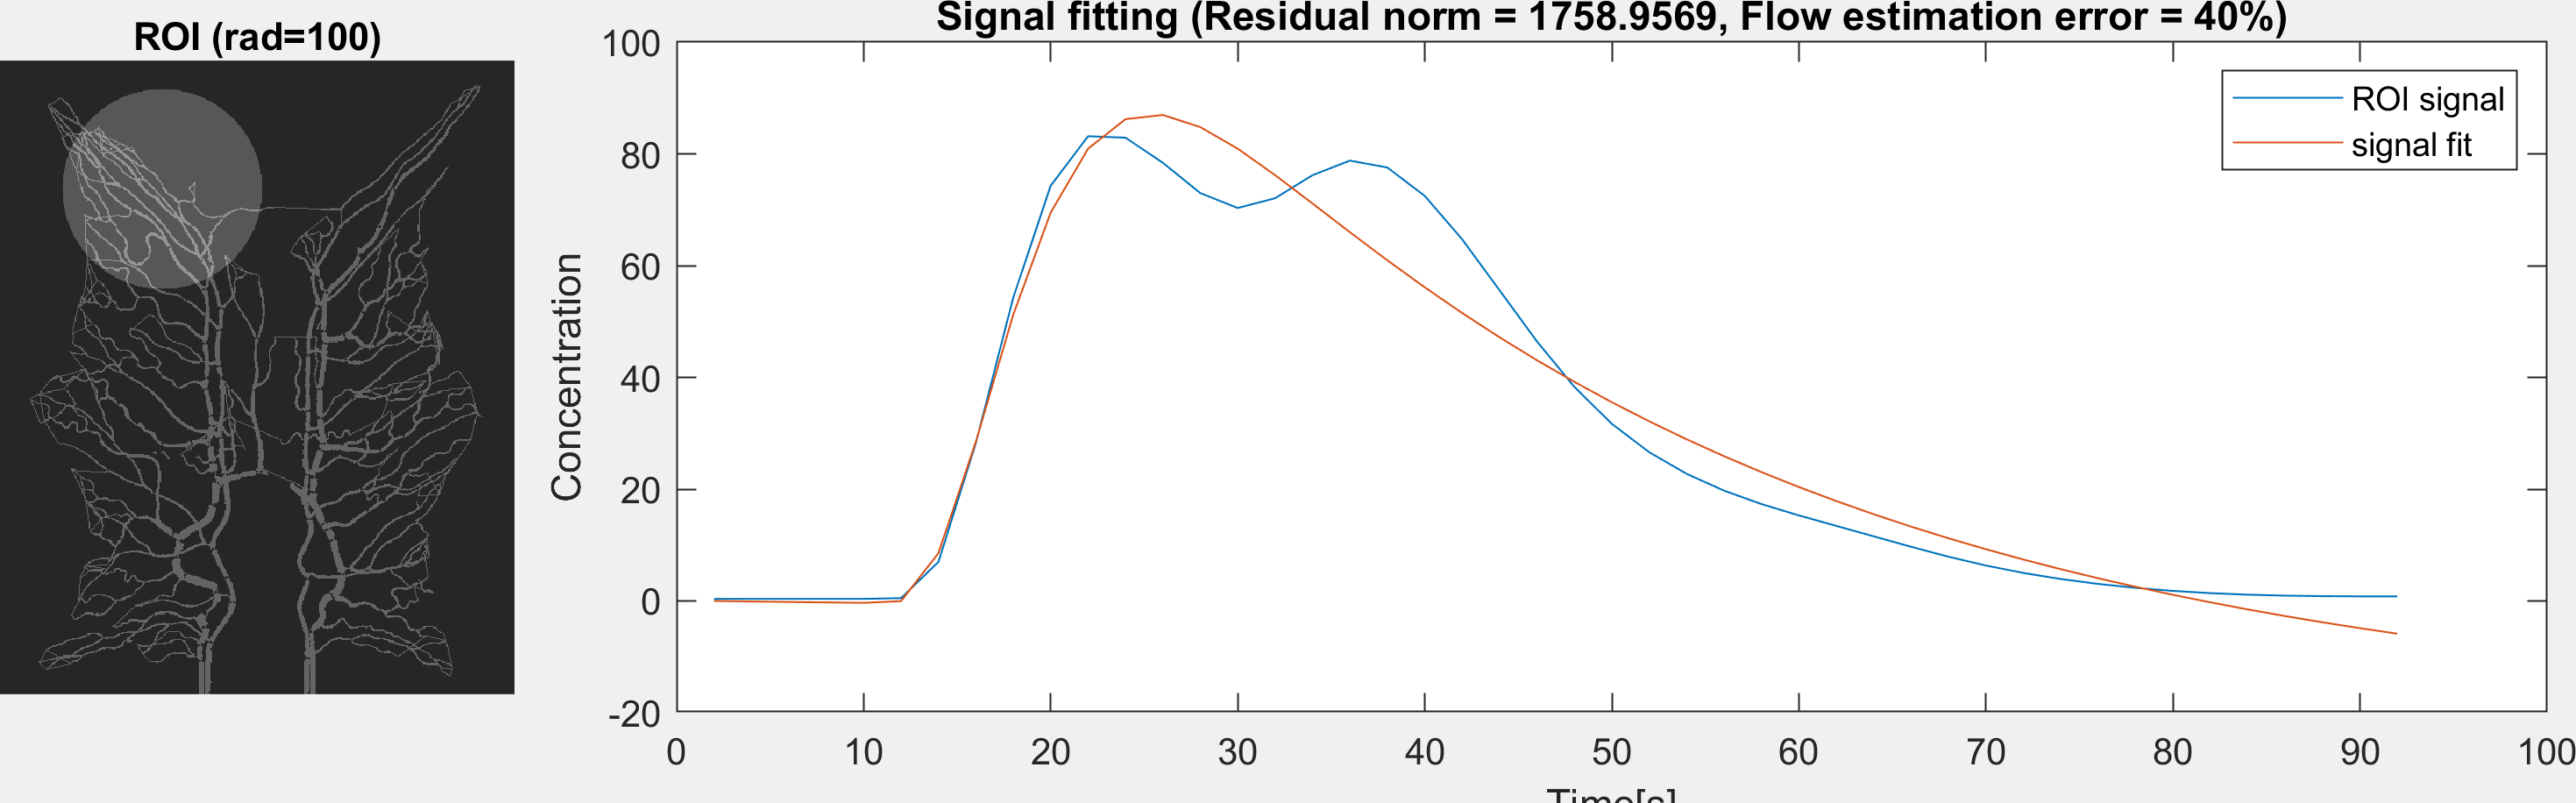 ROI (rad=100)
Signal fitting (Residual norm = 1758.9569, Flow estimation error = 40%)
100
80
60
40
20
0
-20
Concentration
ROI signal
signal fit
0 10 20 30 40 50 60 70 80 90 100
Time[s]